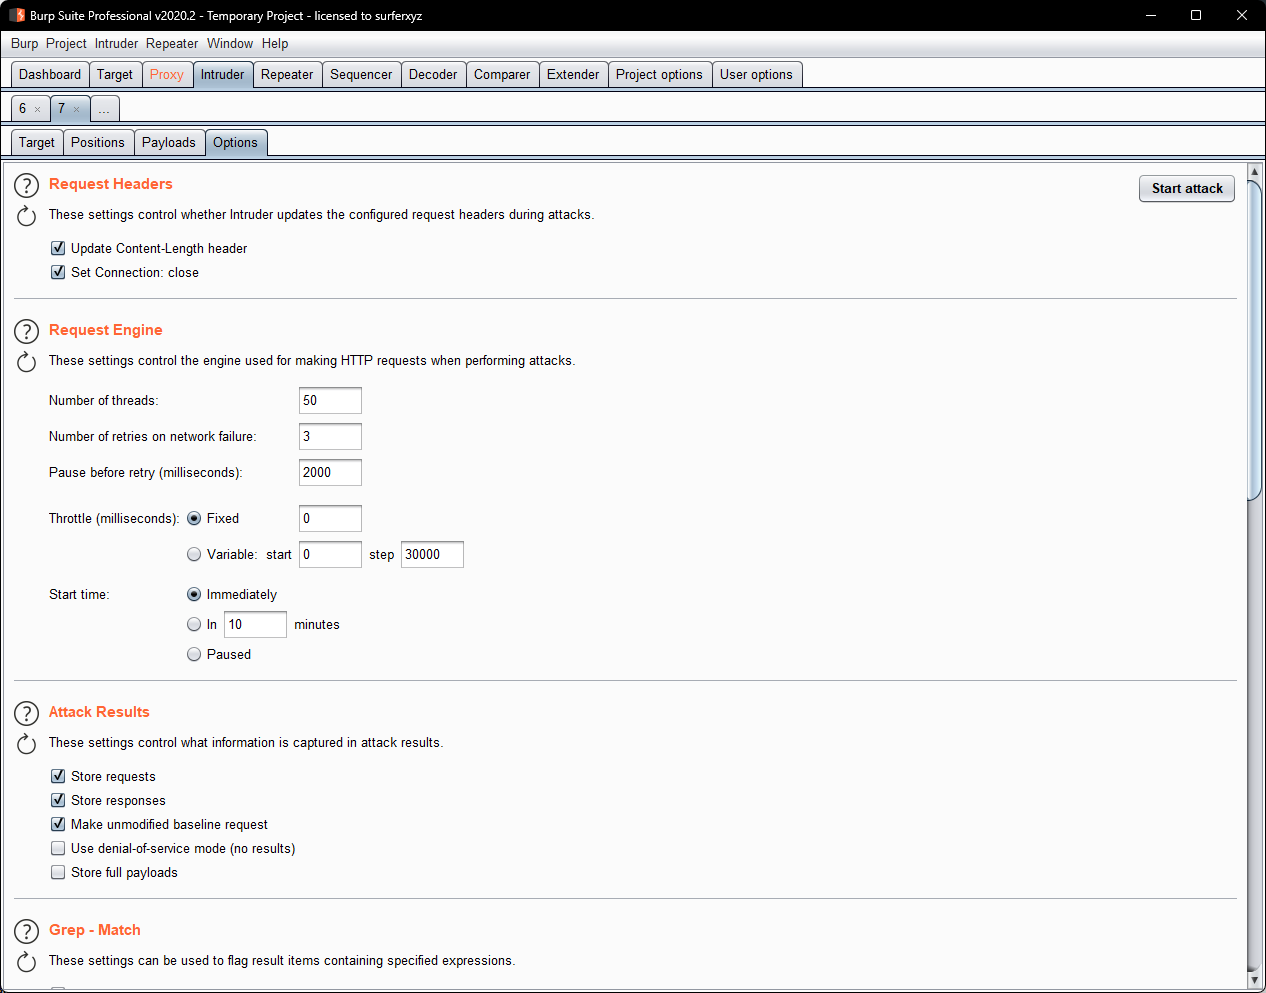 Burp Suite Professional v2020.2 - Temporary Project - licensed to surferxyz
Burp Project Intruder Repeater Window Help
Dashboard Target Proxy Intruder Repeater Sequencer Decoder Comparer Extender Project options User options
6 × 7 × ...
Target Positions Payloads Options
? Request Headers
Start attack
These settings control whether Intruder updates the configured request headers during attacks.
Update Content-Length header
Set Connection: close
? Request Engine
These settings control the engine used for making HTTP requests when performing attacks.
Number of threads: 50
Number of retries on network failure: 3
Pause before retry (milliseconds): 2000
Throttle (milliseconds): Fixed 0
Variable: start 0 step 30000
Start time: Immediately
In 10 minutes
Paused
? Attack Results
These settings control what information is captured in attack results.
Store requests
Store responses
Make unmodified baseline request
Use denial-of-service mode (no results)
Store full payloads
? Grep - Match
These settings can be used to flag result items containing specified expressions.